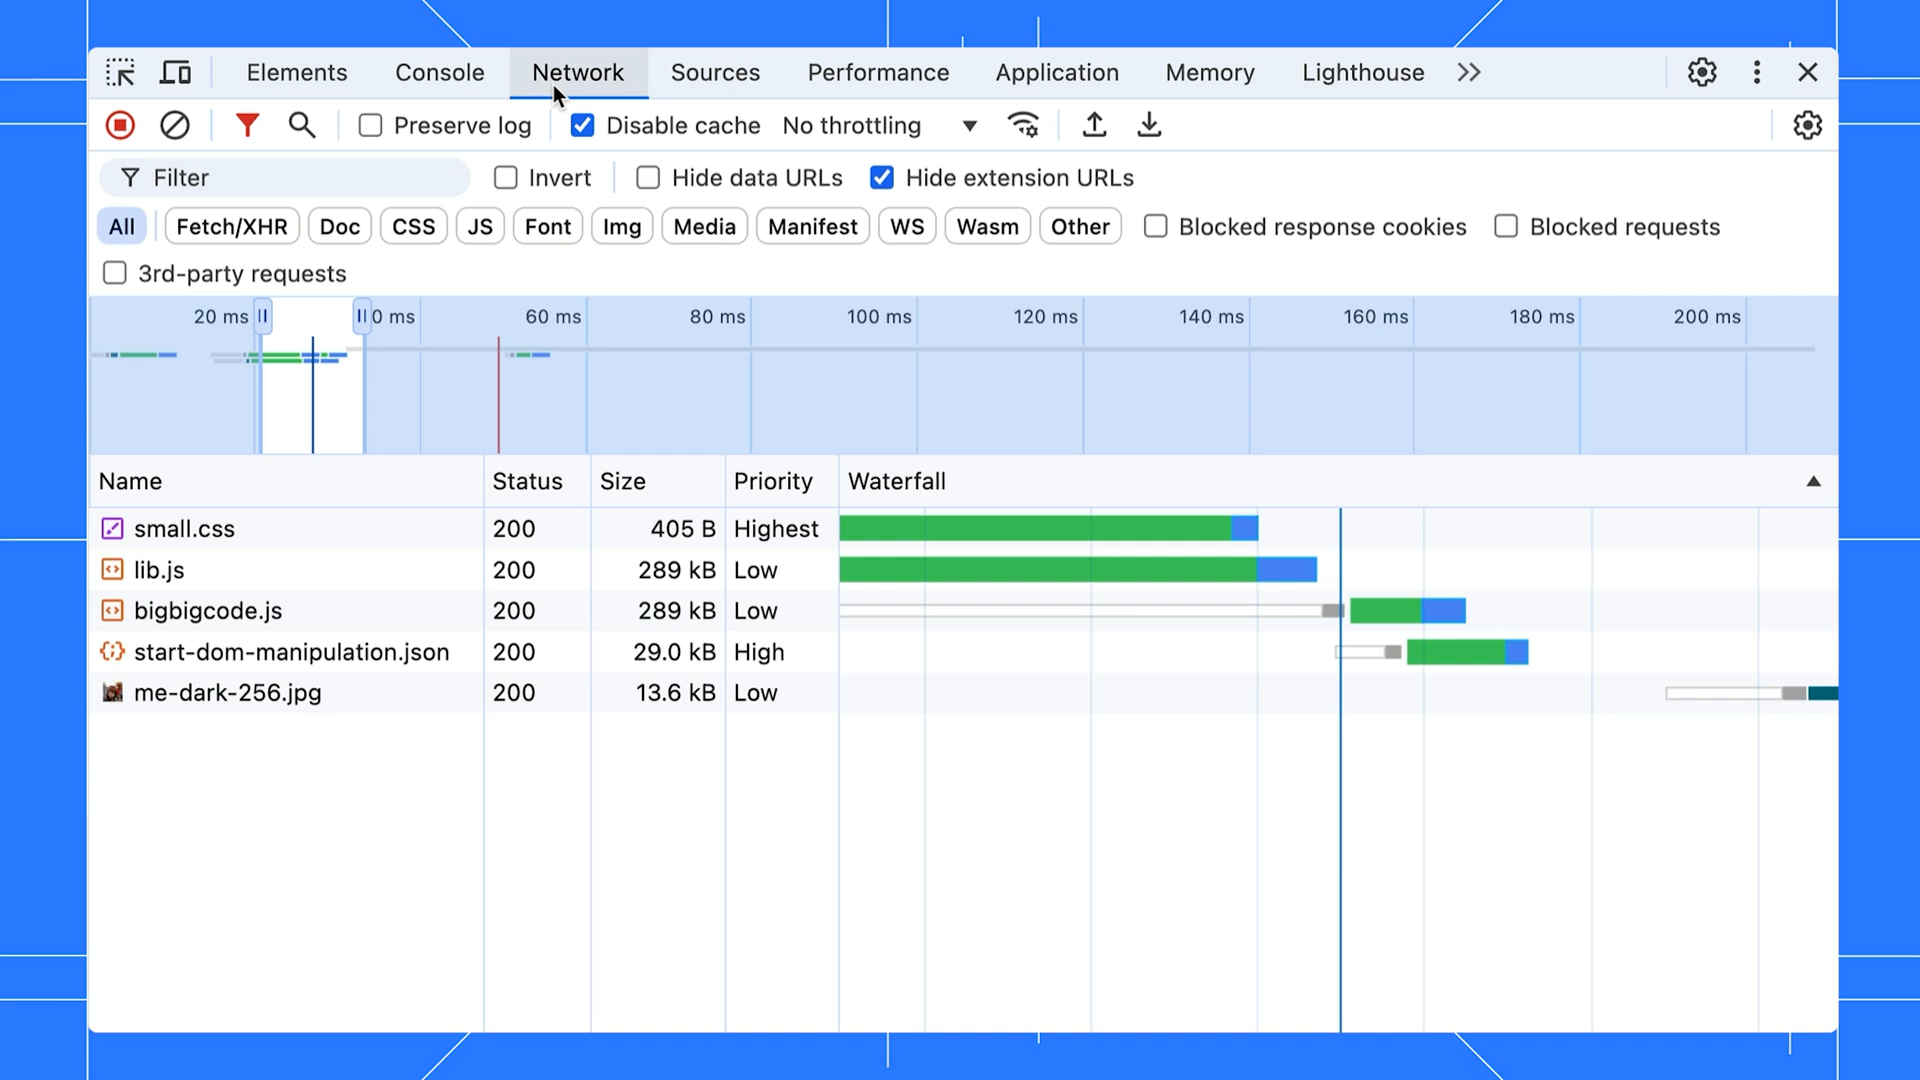 Elements Console Network Sources Performance Application Memory Lighthouse
Preserve log Disable cache No throttling
Filter Invert Hide data URLs Hide extension URLs
All Fetch/XHR Doc CSS JS Font Img Media Manifest WS Wasm Other Blocked response cookies Blocked requests
3rd-party requests
20 ms 0 ms 60 ms 80 ms 100 ms 120 ms 140 ms 160 ms 180 ms 200 ms
Name Status Size Priority Waterfall
small.css 200 405 B Highest
lib.js 200 289 kB Low
bigbigcode.js 200 289 kB Low
start-dom-manipulation.json 200 29.0 kB High
me-dark-256.jpg 200 13.6 kB Low